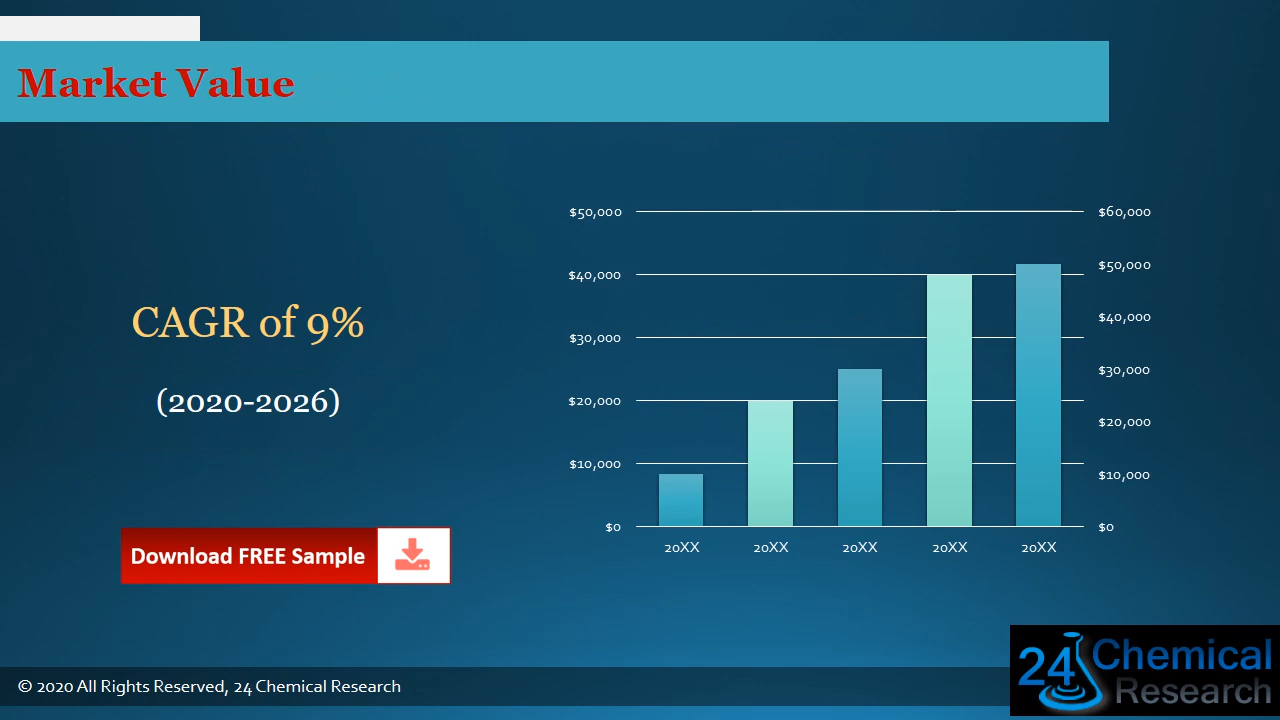 Market Value
CAGR of 9%
(2020-2026)
Download FREE Sample
$50,000
$40,000
$30,000
$20,000
$10,000
$0
$60,000
$50,000
$40,000
$30,000
$20,000
$10,000
$0
20XX 20XX 20XX 20XX 20XX
© 2020 All Rights Reserved, 24 Chemical Research
24 Chemical
Research